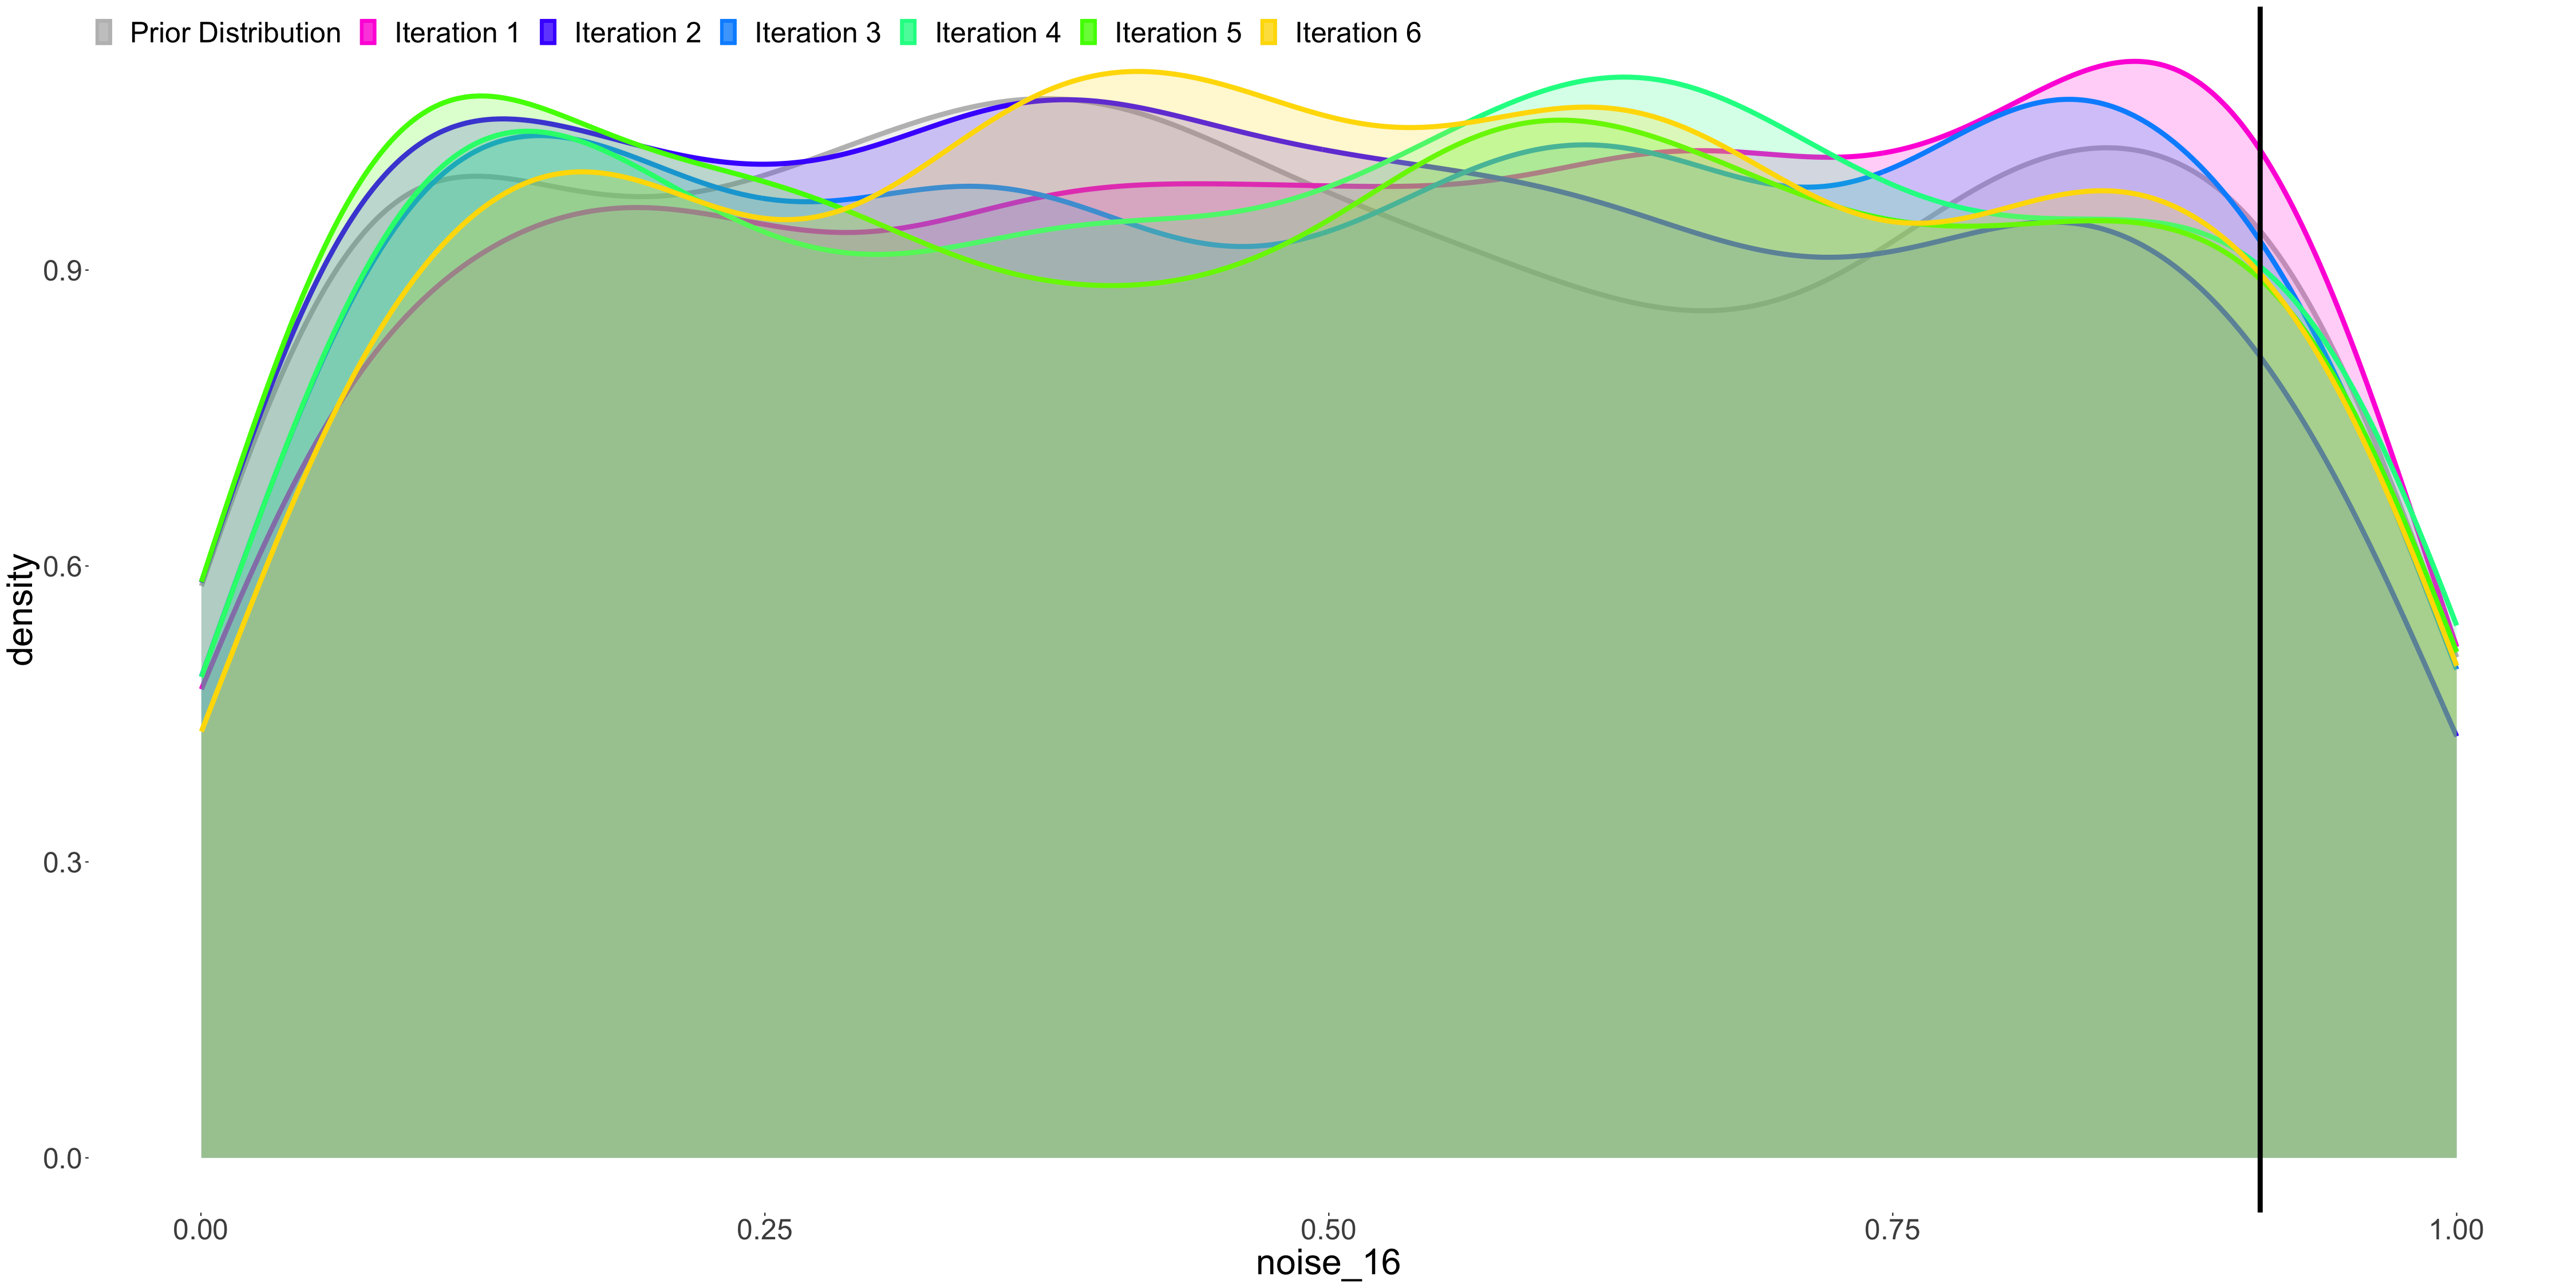 Prior Distribution Iteration 1 Iteration 2 Iteration 3 Iteration 4 Iteration 5 Iteration 6
density
0.9
0.6
0.3
0.0
0.00 0.25 0.50 0.75 1.00
noise_16